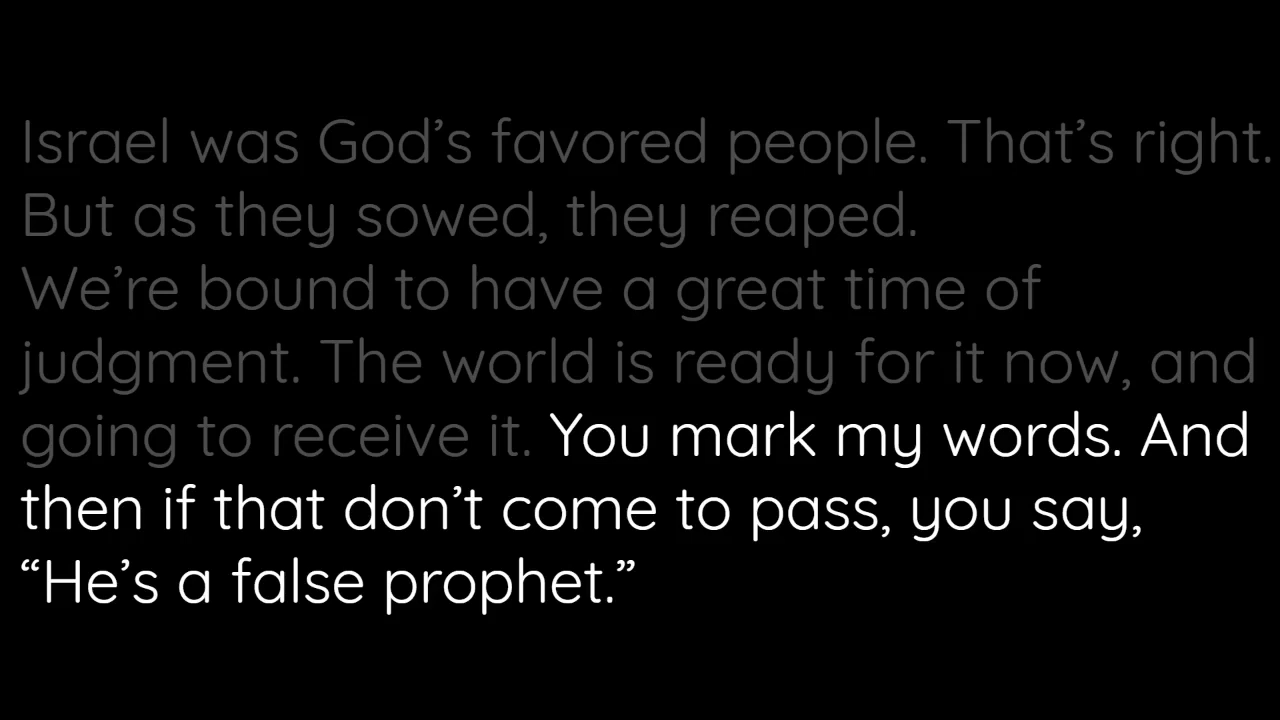 Israel was God’s favored people. That’s right.
But as they sowed, they reaped.
We’re bound to have a great time of
judgment. The world is ready for it now, and
going to receive it. You mark my words. And
then if that don’t come to pass, you say,
“He’s a false prophet.”